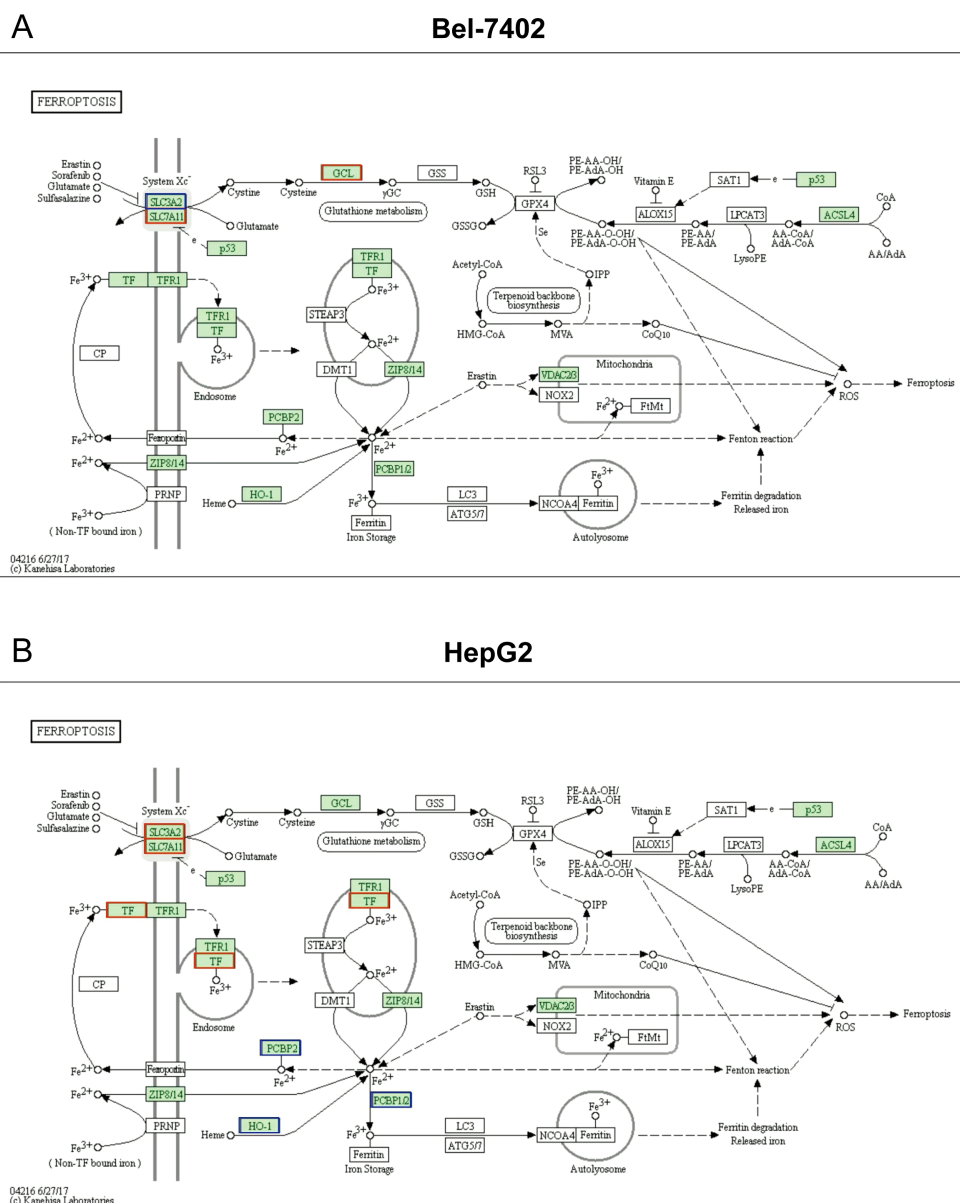 A
Bel-7402
FERROPTOSIS
Erastin
Sorafenib
Glutamate
Sulfasalazine
System Xc-
SLC3A2
SLC7A11
Cystine
Cysteine
GCL
γGC
GSS
GSH
Glutathione metabolism
Glutamate
e
p53
GSSG
RSL3
GPX4
PE-AA-OH/
PE-AdA-OH
Se
PE-AA-O-OH/
PE-AdA-O-OH
Vitamin E
ALOX15
SAT1
e
p53
PE-AA/
PE-AdA
LPCAT3
LysoPE
AA-CoA/
AdA-CoA
ACSL4
CoA
AA/AdA
Fe3+
TF
TFR1
TFR1
TF
Fe3+
Endosome
CP
TFR1
TF
Fe3+
STEAP3
Fe2+
DMT1
ZIP8/14
Acetyl-CoA
Terpenoid backbone
biosynthesis
IPP
HMG-CoA
MVA
CoQ10
Erastin
VDAC2/3
NOX2
Mitochondria
Fe2+
FtMt
ROS
Ferroptosis
PCBP2
Fe2+
Ferroportin
Fe2+
Fe2+
Fenton reaction
Fe2+
ZIP8/14
PCBP1/2
PRNP
Heme
HO-1
Fe3+
( Non-TF bound iron )
Fe3+
Ferritin
Iron Storage
LC3
ATG5/7
Fe3+
NCOA4
Ferritin
Autolyosome
Ferritin degradation
Released iron
04216 6/27/17
(c) Kanehisa Laboratories
B
HepG2
FERROPTOSIS
Erastin
Sorafenib
Glutamate
Sulfasalazine
System Xc-
SLC3A2
SLC7A11
Cystine
Cysteine
GCL
γGC
GSS
GSH
Glutathione metabolism
Glutamate
e
p53
GSSG
RSL3
GPX4
PE-AA-OH/
PE-AdA-OH
Se
PE-AA-O-OH/
PE-AdA-O-OH
Vitamin E
ALOX15
SAT1
e
p53
PE-AA/
PE-AdA
LPCAT3
LysoPE
AA-CoA/
AdA-CoA
ACSL4
CoA
AA/AdA
Fe3+
TF
TFR1
TFR1
TF
Fe3+
Endosome
CP
TFR1
TF
Fe3+
STEAP3
Fe2+
DMT1
ZIP8/14
Acetyl-CoA
Terpenoid backbone
biosynthesis
IPP
HMG-CoA
MVA
CoQ10
Erastin
VDAC2/3
NOX2
Mitochondria
Fe2+
FtMt
ROS
Ferroptosis
PCBP2
Fe2+
Ferroportin
Fe2+
Fe2+
Fenton reaction
Fe2+
ZIP8/14
PCBP1/2
PRNP
Heme
HO-1
Fe3+
( Non-TF bound iron )
Fe3+
Ferritin
Iron Storage
LC3
ATG5/7
Fe3+
NCOA4
Ferritin
Autolyosome
Ferritin degradation
Released iron
04216 6/27/17
(c) Kanehisa Laboratories